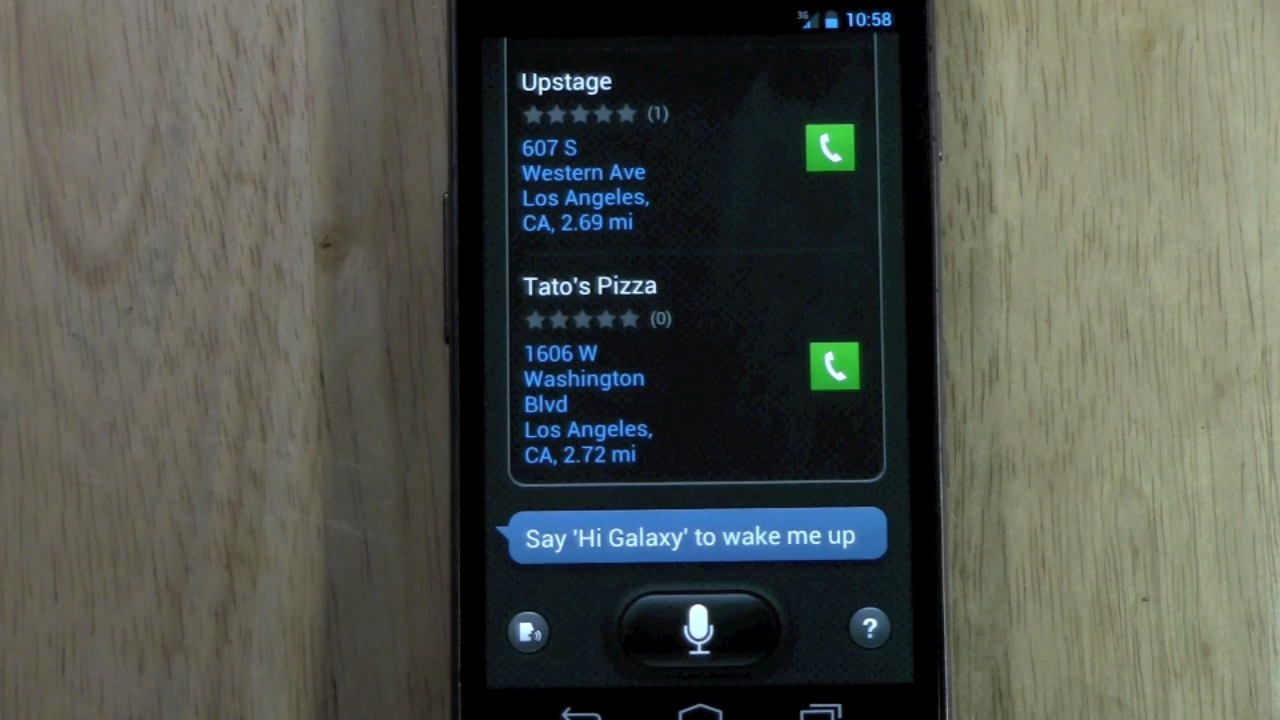 3G 10:58
Upstage
(1)
607 S
Western Ave
Los Angeles,
CA, 2.69 mi
Tato's Pizza
(0)
1606 W
Washington
Blvd
Los Angeles,
CA, 2.72 mi
Say 'Hi Galaxy' to wake me up
?